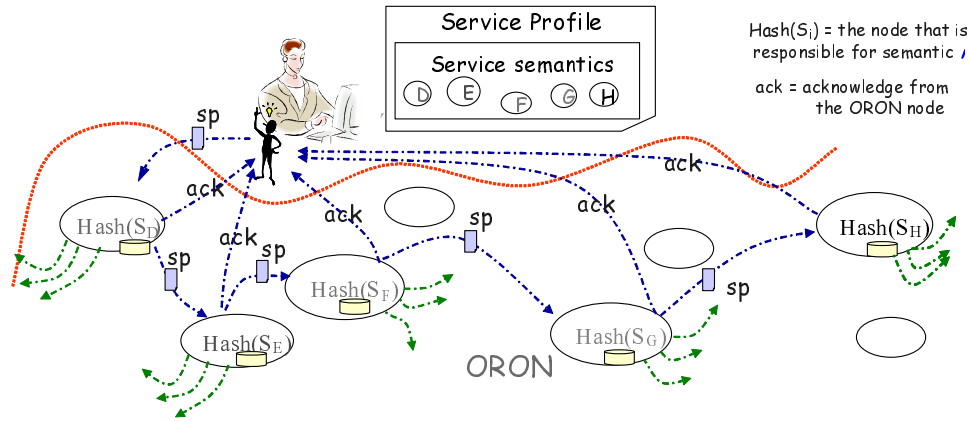 Service Profile
Service semantics
D E F G H
Hash(Si) = the node that is
responsible for semantic
ack = acknowledge from
the ORON node
sp
ack
ack
ack
ack
ack
Hash(SD)
sp
sp
sp
sp
Hash(SE)
Hash(SF)
Hash(SG)
Hash(SH)
ORON